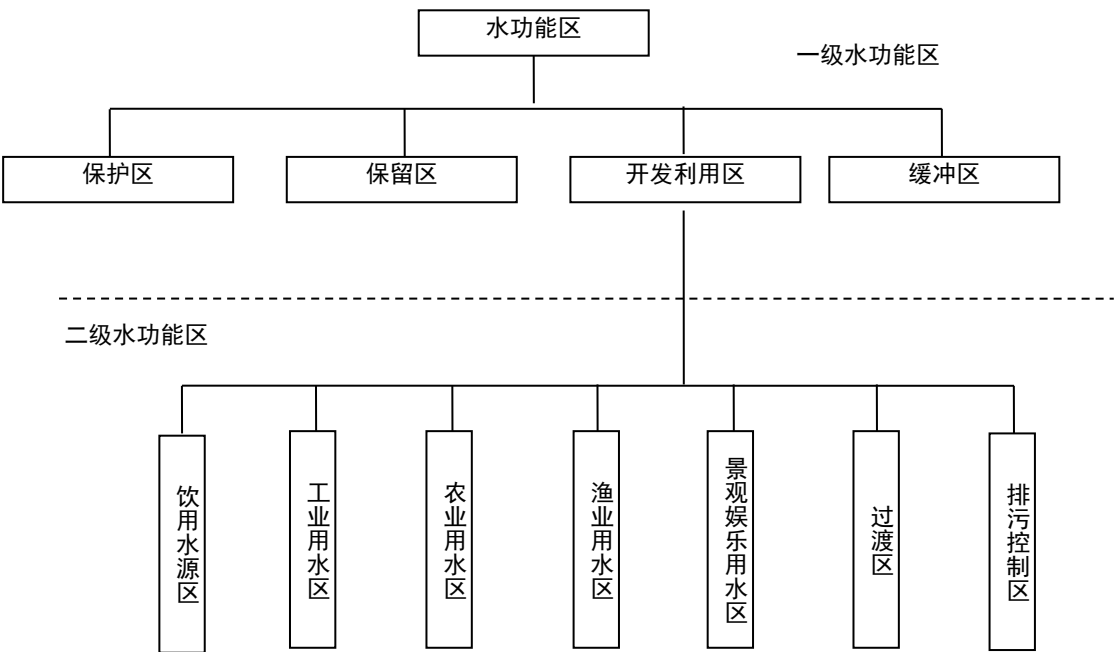 水功能区
一级水功能区
保护区
保留区
开发利用区
缓冲区
二级水功能区
饮用水源区
工业用水区
农业用水区
渔业用水区
景观娱乐用水区
过渡区
排污控制区